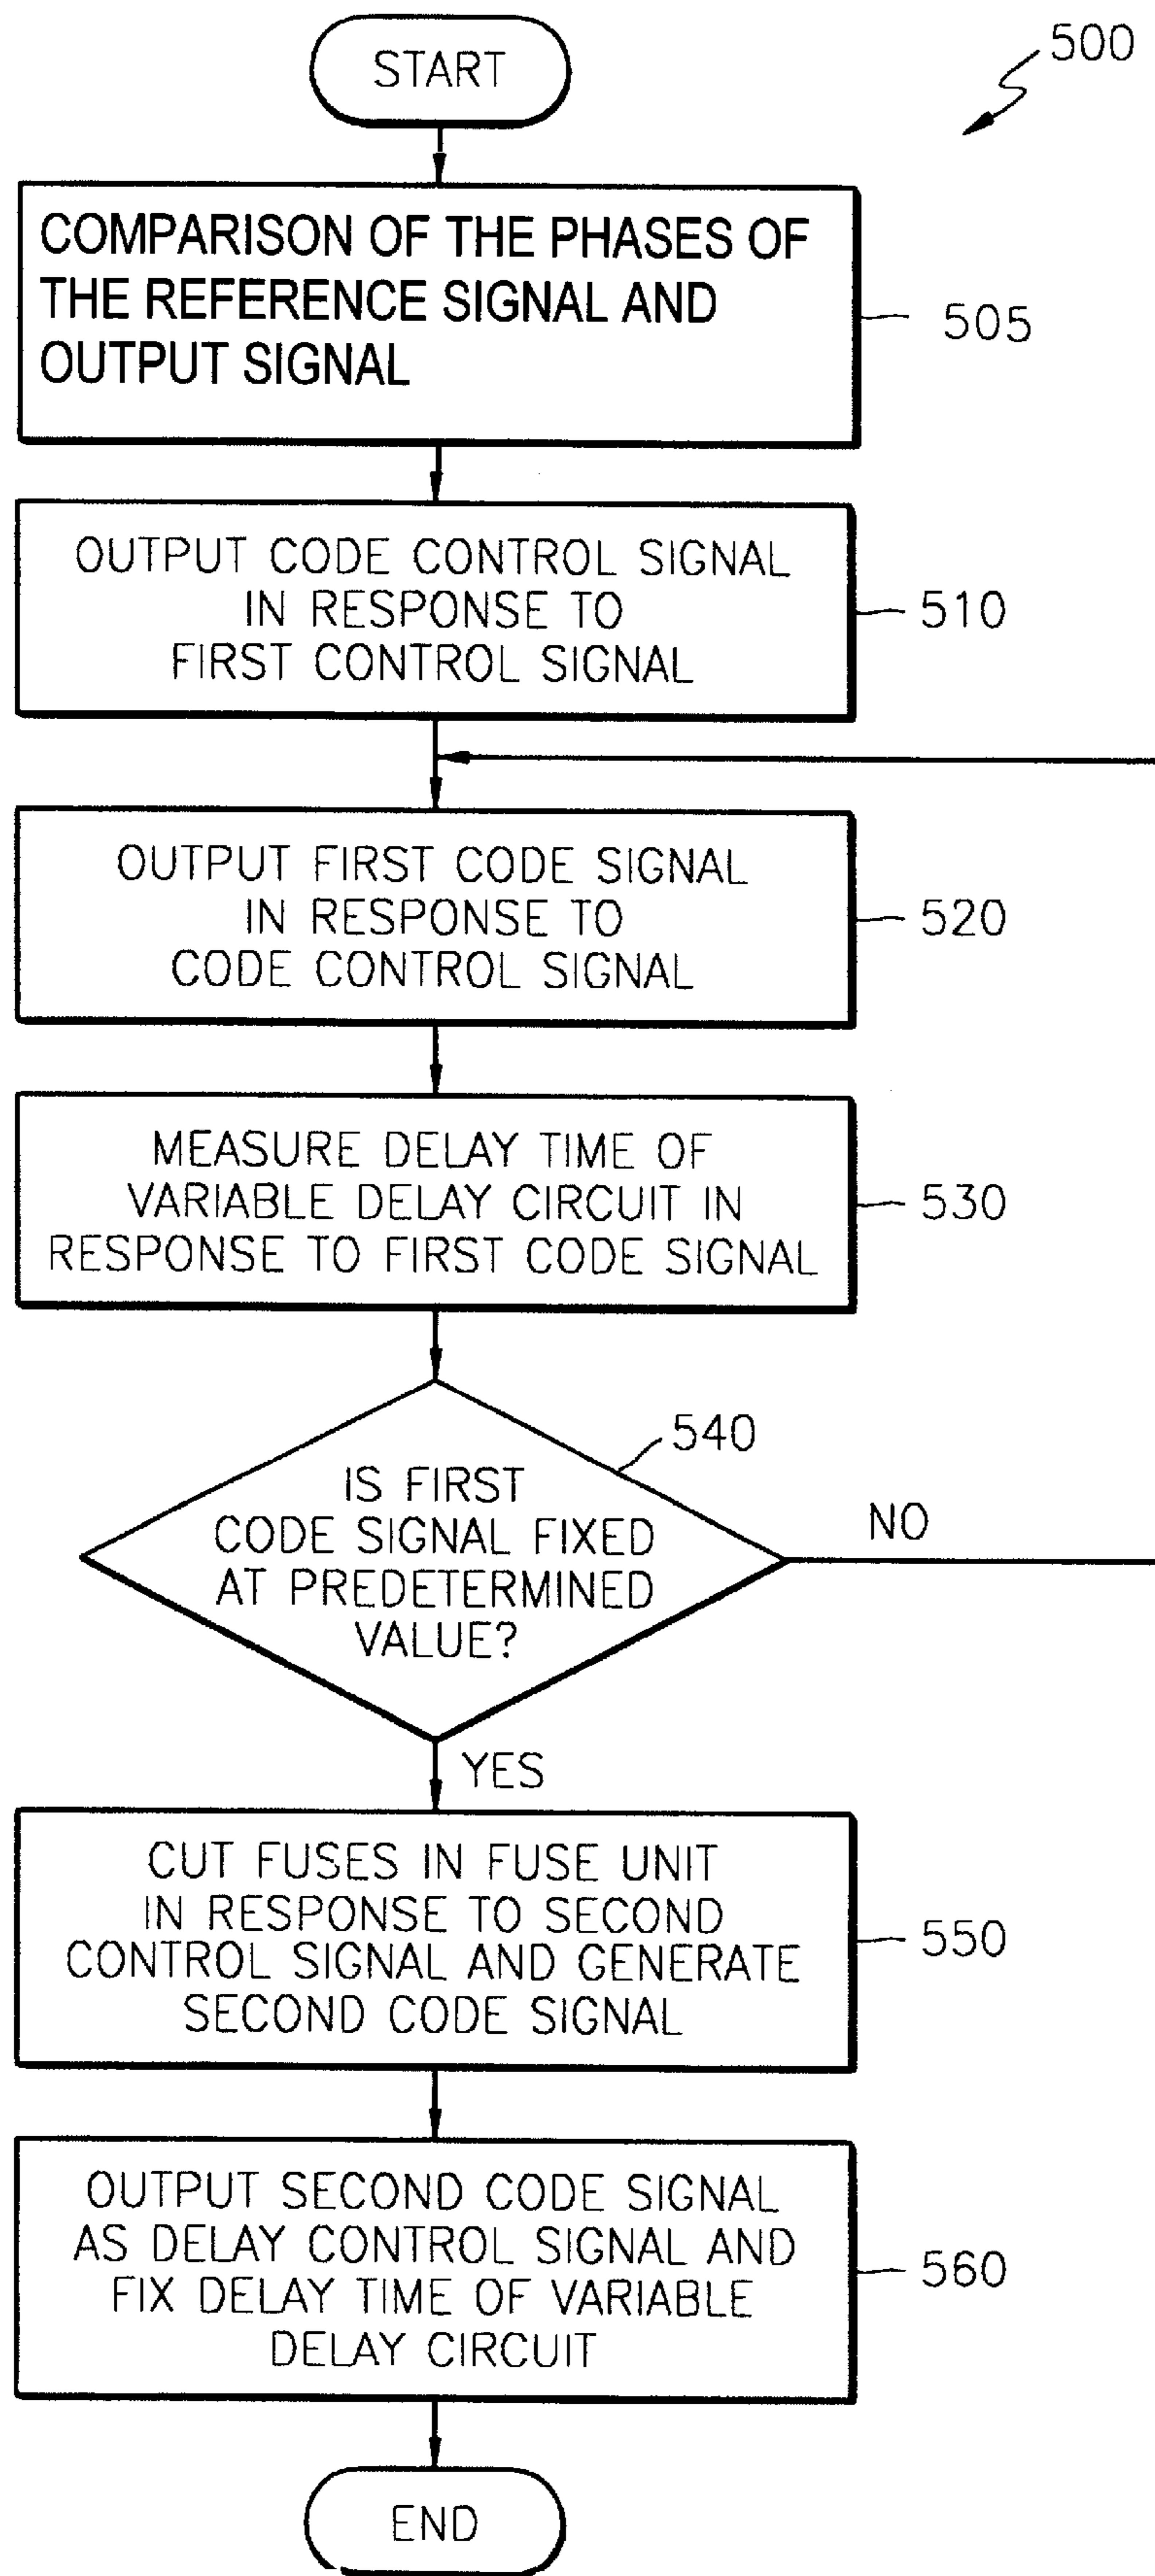 START
500
COMPARISON OF THE PHASES OF
THE REFERENCE SIGNAL AND
OUTPUT SIGNAL
505
OUTPUT CODE CONTROL SIGNAL
IN RESPONSE TO
FIRST CONTROL SIGNAL
510
OUTPUT FIRST CODE SIGNAL
IN RESPONSE TO
CODE CONTROL SIGNAL
520
MEASURE DELAY TIME OF
VARIABLE DELAY CIRCUIT IN
RESPONSE TO FIRST CODE SIGNAL
530
540
IS FIRST
CODE SIGNAL FIXED
AT PREDETERMINED
VALUE?
NO
YES
CUT FUSES IN FUSE UNIT
IN RESPONSE TO SECOND
CONTROL SIGNAL AND GENERATE
SECOND CODE SIGNAL
550
OUTPUT SECOND CODE SIGNAL
AS DELAY CONTROL SIGNAL AND
FIX DELAY TIME OF VARIABLE
DELAY CIRCUIT
560
END